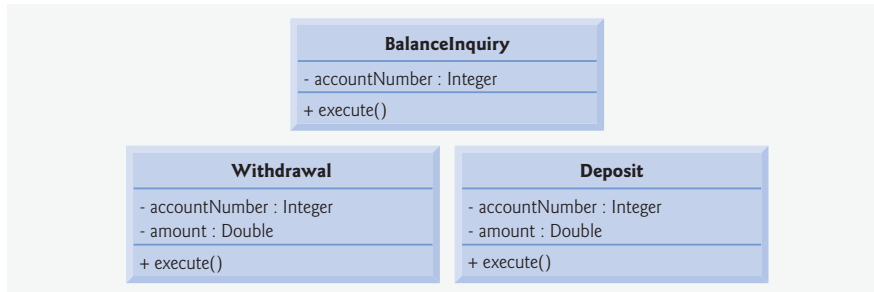 BalanceInquiry
- accountNumber : Integer
+ execute()
Withdrawal
- accountNumber : Integer
- amount : Double
+ execute()
Deposit
- accountNumber : Integer
- amount : Double
+ execute()